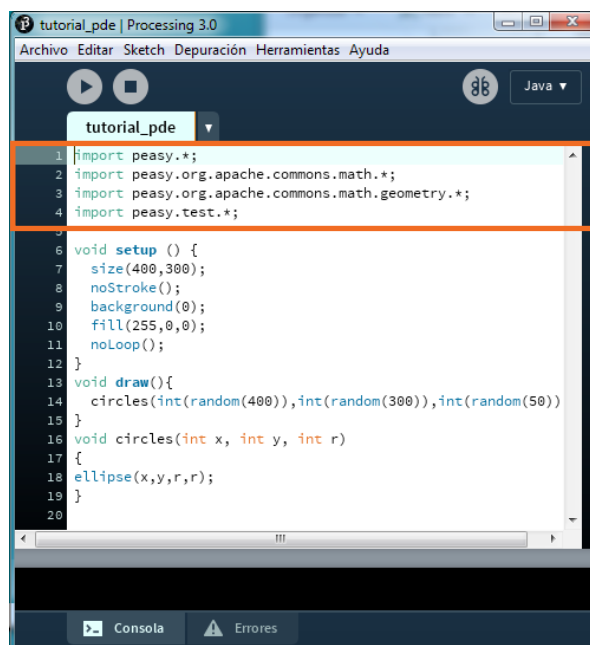 tutorial_pde | Processing 3.0
Archivo Editar Sketch Depuración Herramientas Ayuda
Java ▼
tutorial_pde ▼
1 import peasy.*;
2 import peasy.org.apache.commons.math.*;
3 import peasy.org.apache.commons.math.geometry.*;
4 import peasy.test.*;
5
6 void setup () {
7 size(400,300);
8 noStroke();
9 background(0);
10 fill(255,0,0);
11 noLoop();
12 }
13 void draw(){
14 circles(int(random(400)),int(random(300)),int(random(50))
15 }
16 void circles(int x, int y, int r)
17 {
18 ellipse(x,y,r,r);
19 }
20
Consola Errores